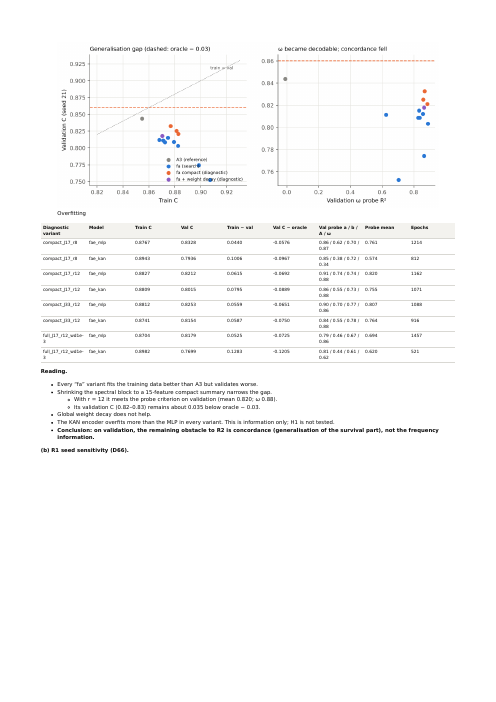 Generalisation gap (dashed: oracle − 0.03)
ω became decodable; concordance fell
0.925
0.900
0.875
0.850
0.825
0.800
0.775
0.750
Validation C (seed 21)
train = val
A3 (reference)
fa (search)
fa compact (diagnostic)
fa + weight decay (diagnostic)
0.82 0.84 0.86 0.88 0.90 0.92
Train C
0.86
0.84
0.82
0.80
0.78
0.76
0.0 0.2 0.4 0.6 0.8
Validation ω probe R²
Overfitting
Diagnostic variant Model Train C Val C Train − val Val C − oracle Val probe a / b / A / ω Probe mean Epochs
compact_J17_r8 fae_mlp 0.8767 0.8328 0.0440 -0.0576 0.86 / 0.62 / 0.70 / 0.87 0.761 1214
compact_J17_r8 fae_kan 0.8943 0.7936 0.1006 -0.0967 0.85 / 0.38 / 0.72 / 0.34 0.574 812
compact_J17_r12 fae_mlp 0.8827 0.8212 0.0615 -0.0692 0.91 / 0.74 / 0.73 / 0.88 0.820 1162
compact_J17_r12 fae_kan 0.8809 0.8015 0.0795 -0.0889 0.86 / 0.55 / 0.73 / 0.88 0.755 1071
compact_J33_r12 fae_mlp 0.8812 0.8253 0.0559 -0.0651 0.90 / 0.70 / 0.77 / 0.86 0.807 1088
compact_J33_r12 fae_kan 0.8741 0.8154 0.0587 -0.0750 0.84 / 0.55 / 0.78 / 0.88 0.764 916
full_J17_r12_wd1e-3 fae_mlp 0.8704 0.8179 0.0525 -0.0725 0.79 / 0.46 / 0.67 / 0.86 0.694 1457
full_J17_r12_wd1e-3 fae_kan 0.8982 0.7699 0.1283 -0.1205 0.81 / 0.44 / 0.61 / 0.62 0.620 521
Reading.
Every "fa" variant fits the training data better than A3 but validates worse.
Shrinking the spectral block to a 15-feature compact summary narrows the gap.
With r = 12 it meets the probe criterion on validation (mean 0.820; ω 0.88).
Its validation C (0.82–0.83) remains about 0.035 below oracle − 0.03.
Global weight decay does not help.
The KAN encoder overfits more than the MLP in every variant. This is information only; H1 is not tested.
Conclusion: on validation, the remaining obstacle to R2 is concordance (generalisation of the survival part), not the frequency
information.
(b) R1 seed sensitivity (D66).